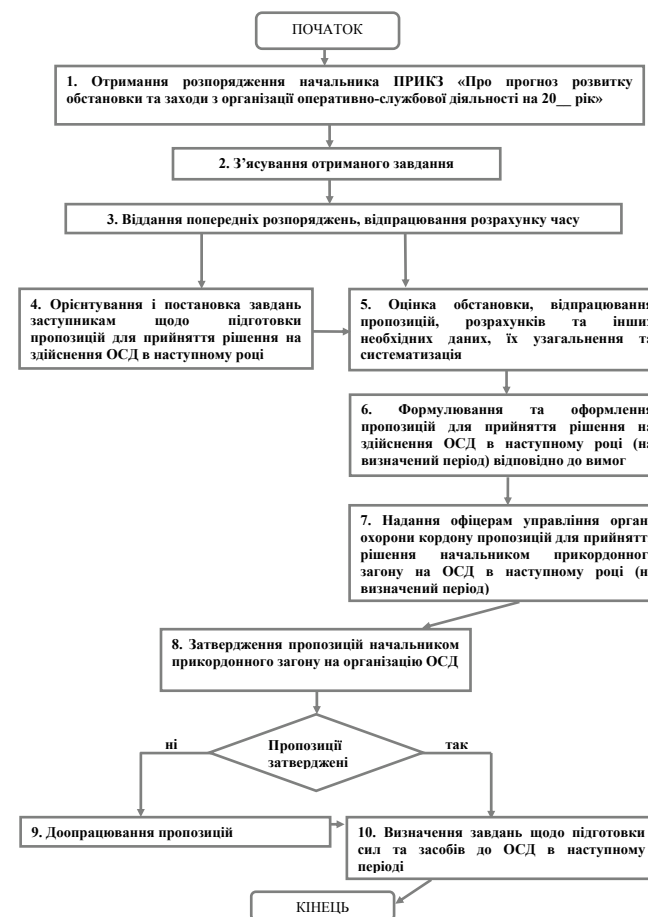 ПОЧАТОК
1. Отримання розпорядження начальника ПРИКЗ «Про прогноз розвитку
обстановки та заходи з організації оперативно-службової діяльності на 20__ рік»
2. З’ясування отриманого завдання
3. Віддання попередніх розпоряджень, відпрацювання розрахунку часу
4. Орієнтування і постановка завдань
заступникам щодо підготовки
пропозицій для прийняття рішення на
здійснення ОСД в наступному році
5. Оцінка обстановки, відпрацювання
пропозицій, розрахунків та інших
необхідних даних, їх узагальнення та
систематизація
6. Формулювання та оформлення
пропозицій для прийняття рішення на
здійснення ОСД в наступному році (на
визначений період) відповідно до вимог
7. Надання офіцерам управління орган
охорони кордону пропозицій для прийнятт
рішення начальником прикордонног
загону на ОСД в наступному році (н
визначений період)
8. Затвердження пропозицій начальником
прикордонного загону на організацію ОСД
Пропозиції
затверджені
ні
так
9. Доопрацювання пропозицій
10. Визначення завдань щодо підготовки
сил та засобів до ОСД в наступному
періоді
КІНЕЦЬ